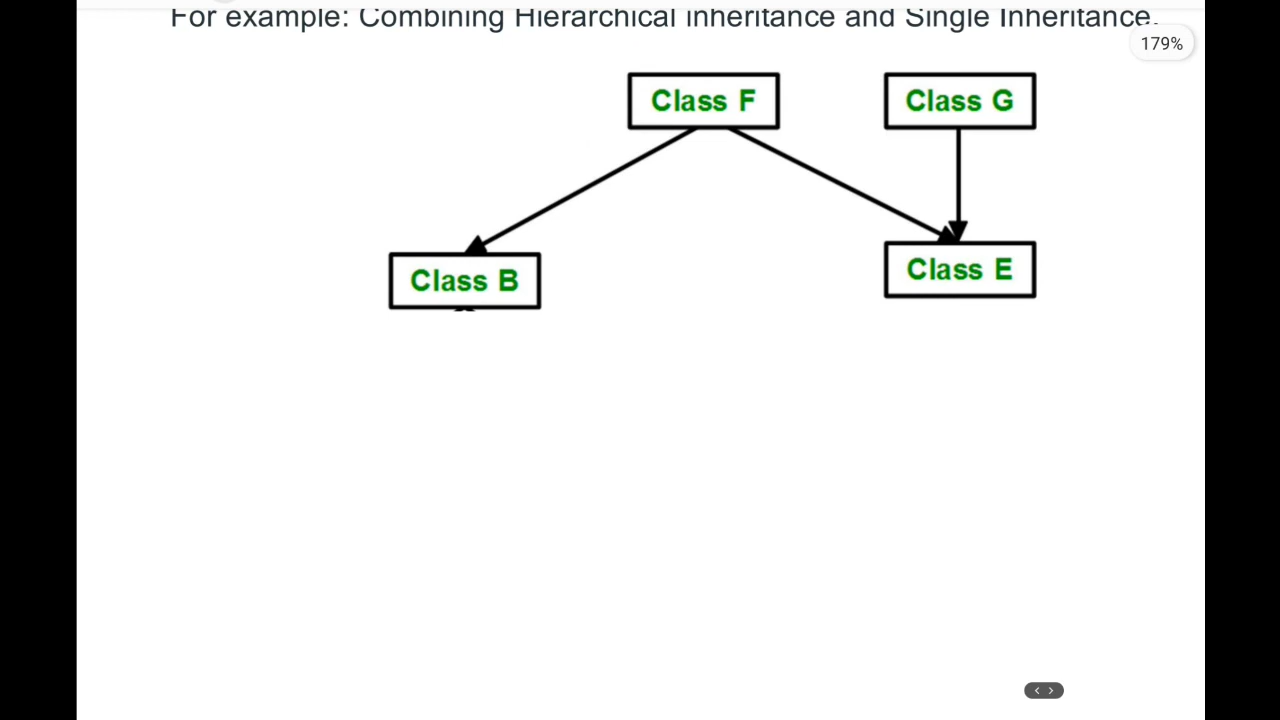 For example: Combining Hierarchical inheritance and Single Inheritance.
179%
Class F
Class G
Class B
Class E